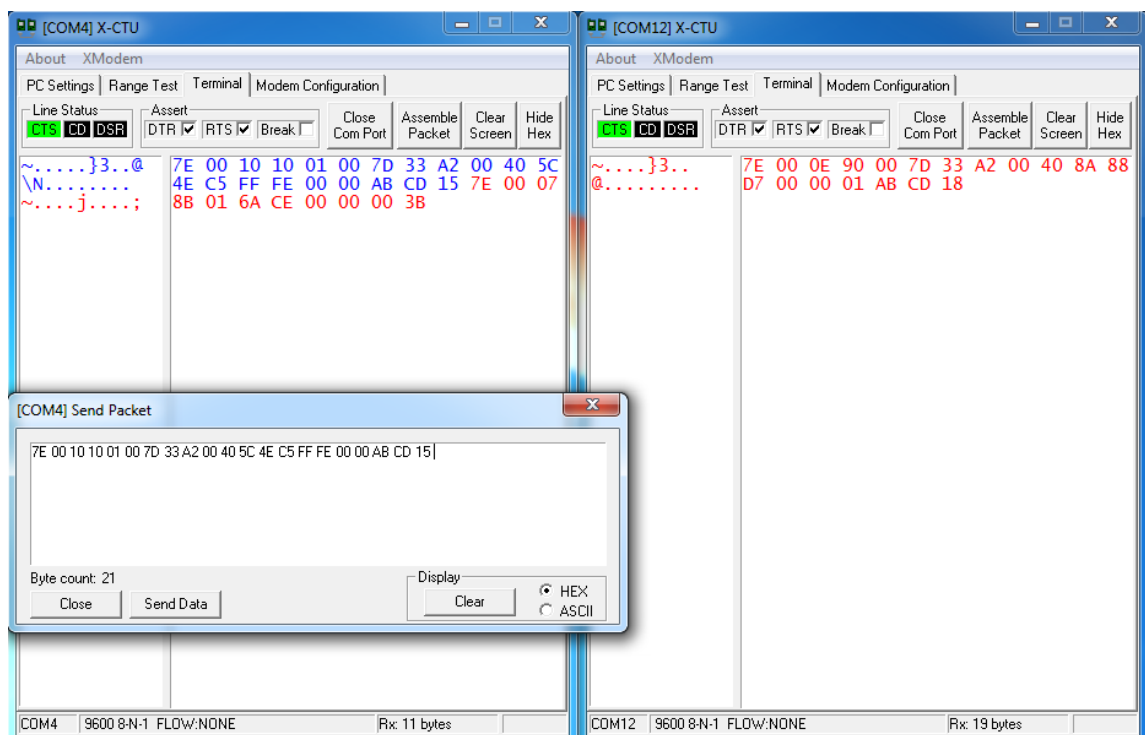 [COM4] X-CTU
About XModem
PC Settings Range Test Terminal Modem Configuration
Line Status Assert
CTS CD DSR DTR RTS Break Close Com Port Assemble Packet Clear Screen Hide Hex
~.....}3..@ 7E 00 10 10 01 00 7D 33 A2 00 40 5C
\N........ 4E C5 FF FE 00 00 AB CD 15 7E 00 07
~....j....; 8B 01 6A CE 00 00 00 3B
[COM4] Send Packet
7E 00 10 10 01 00 7D 33 A2 00 40 5C 4E C5 FF FE 00 00 AB CD 15
Byte count: 21
Display
Close Send Data Clear HEX
ASCII
COM4 9600 8-N-1 FLOW:NONE Rx: 11 bytes
[COM12] X-CTU
About XModem
PC Settings Range Test Terminal Modem Configuration
Line Status Assert
CTS CD DSR DTR RTS Break Close Com Port Assemble Packet Clear Screen Hide Hex
~....}3.. 7E 00 0E 90 00 7D 33 A2 00 40 8A 88
@......... D7 00 00 01 AB CD 18
COM12 9600 8-N-1 FLOW:NONE Rx: 19 bytes